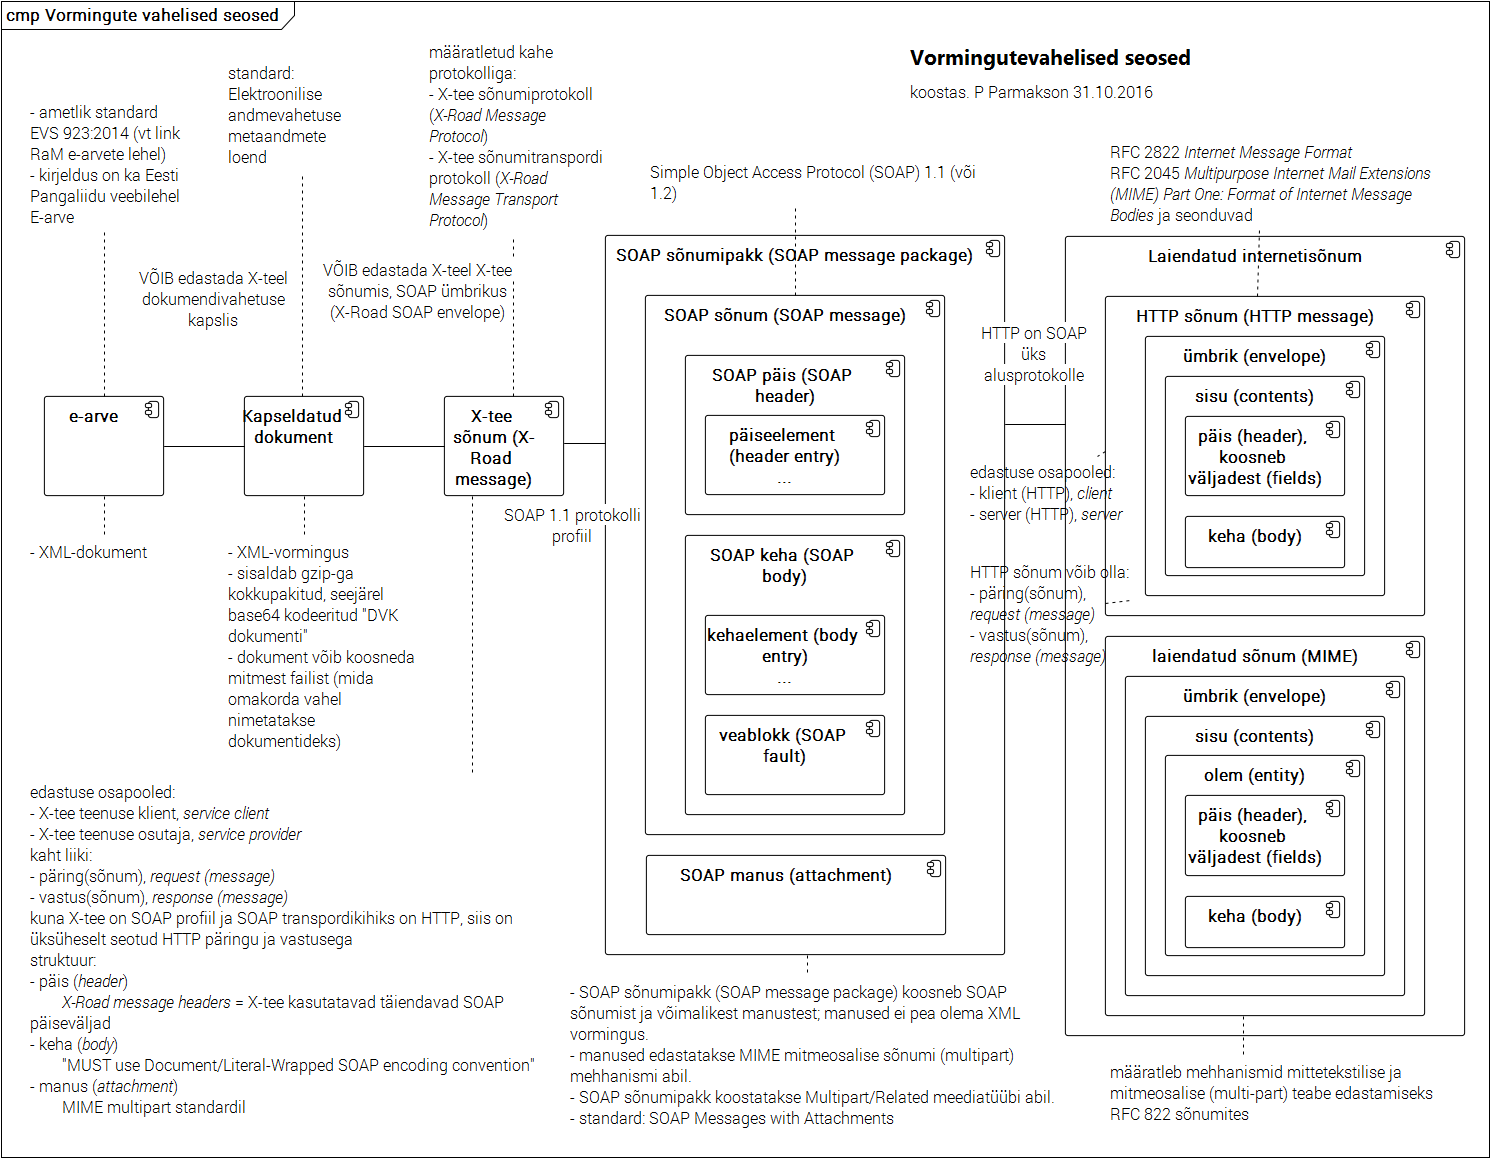 cmp Vormingute vahelised seosed
Vormingutevahelised seosed
koostas. P Parmakson 31.10.2016
- ametlik standard
EVS 923:2014 (vt link
RaM e-arvete lehel)
- kirjeldus on ka Eesti
Pangaliidu veebilehel
E-arve
standard:
Elektroonilise
andmevahetuse
metaandmete
loend
määratletud kahe
protokolliga:
- X-tee sõnumiprotokoll
(X-Road Message
Protocol)
- X-tee sõnumitranspordi
protokoll (X-Road
Message Transport
Protocol)
Simple Object Access Protocol (SOAP) 1.1 (või
1.2)
RFC 2822 Internet Message Format
RFC 2045 Multipurpose Internet Mail Extensions
(MIME) Part One: Format of Internet Message
Bodies ja seonduvad
VÕIB edastada X-teel
dokumendivahetuse
kapslis
VÕIB edastada X-teel X-tee
sõnumis, SOAP ümbrikus
(X-Road SOAP envelope)
e-arve
Kapseldatud
dokument
X-tee
sõnum (X-
Road
message)
SOAP 1.1 protokolli
profiil
- XML-dokument
- XML-vormingus
- sisaldab gzip-ga
kokkupakitud, seejärel
base64 kodeeritud "DVK
dokumenti"
- dokument võib koosneda
mitmest failist (mida
omakorda vahel
nimetatakse
dokumentideks)
edastuse osapooled:
- X-tee teenuse klient, service client
- X-tee teenuse osutaja, service provider
kaht liiki:
- päring(sõnum), request (message)
- vastus(sõnum), response (message)
kuna X-tee on SOAP profiil ja SOAP transpordikihiks on HTTP, siis on
üksüheselt seotud HTTP päringu ja vastusega
struktuur:
- päis (header)
X-Road message headers = X-tee kasutatavad täiendavad SOAP
päiseväljad
- keha (body)
"MUST use Document/Literal-Wrapped SOAP encoding convention"
- manus (attachment)
MIME multipart standardil
SOAP sõnumipakk (SOAP message package)
SOAP sõnum (SOAP message)
SOAP päis (SOAP
header)
päiseelement
(header entry)
...
SOAP keha (SOAP
body)
kehaelement (body
entry)
...
veablokk (SOAP
fault)
SOAP manus (attachment)
- SOAP sõnumipakk (SOAP message package) koosneb SOAP
sõnumist ja võimalikest manustest; manused ei pea olema XML
vormingus.
- manused edastatakse MIME mitmeosalise sõnumi (multipart)
mehhanismi abil.
- SOAP sõnumipakk koostatakse Multipart/Related meediatüübi abil.
- standard: SOAP Messages with Attachments
HTTP on SOAP
üks
alusprotokolle
edastuse osapooled:
- klient (HTTP), client
- server (HTTP), server
HTTP sõnum võib olla:
- päring(sõnum),
request (message)
- vastus(sõnum),
response (message)
Laiendatud internetisõnum
HTTP sõnum (HTTP message)
ümbrik (envelope)
sisu (contents)
päis (header),
koosneb
väljadest (fields)
keha (body)
laiendatud sõnum (MIME)
ümbrik (envelope)
sisu (contents)
olem (entity)
päis (header),
koosneb
väljadest (fields)
keha (body)
määratleb mehhanismid mittetekstilise ja
mitmeosalise (multi-part) teabe edastamiseks
RFC 822 sõnumites